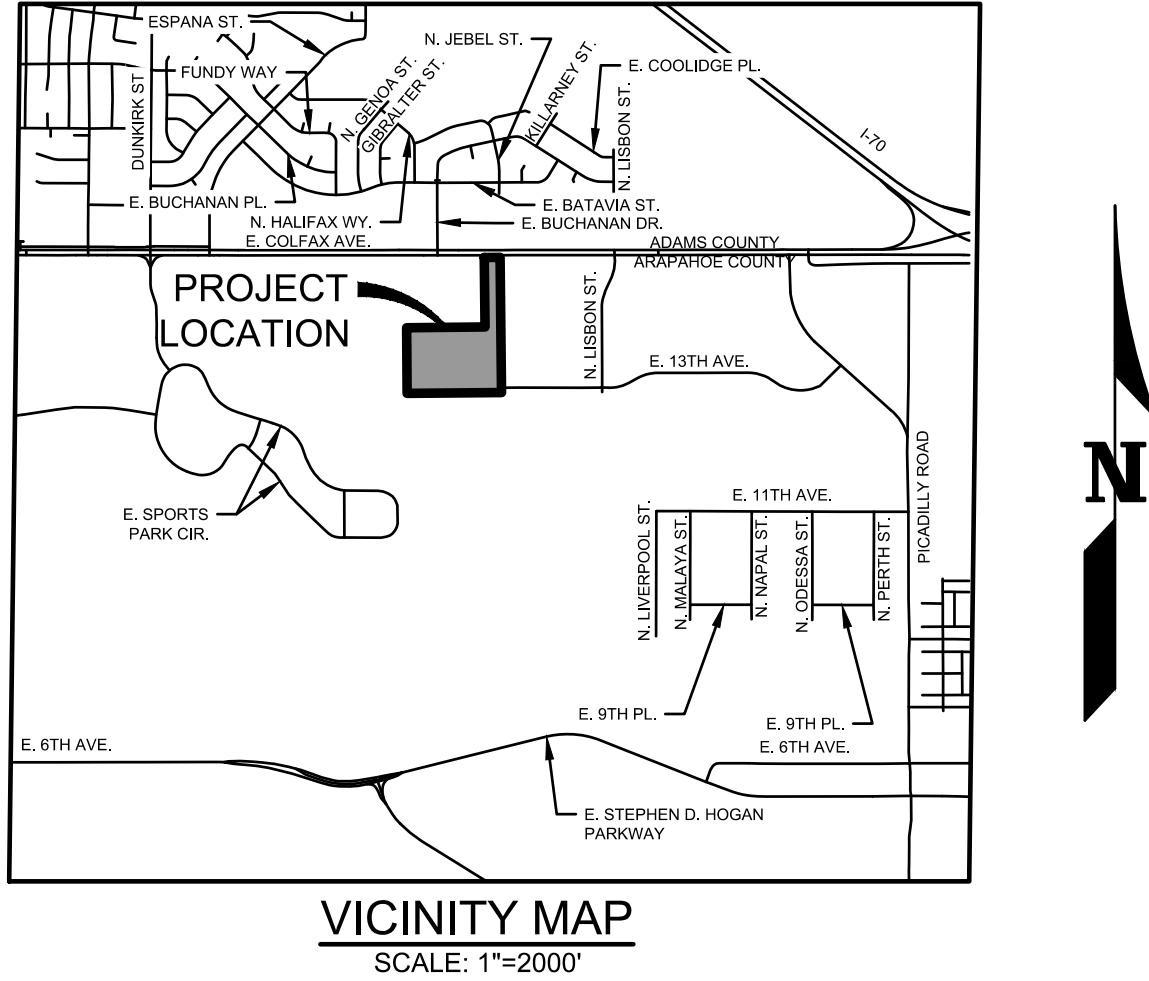 ESPANA ST.
N. JEBEL ST.
FUNDY WAY
E. COOLIDGE PL.
DUNKIRK ST
N. GENOA ST.
GIBRALTER ST.
KILLARNEY ST.
N. LISBON ST.
I-70
E. BUCHANAN PL.
E. BATAVIA ST.
N. HALIFAX WY.
E. BUCHANAN DR.
E. COLFAX AVE.
ADAMS COUNTY
ARAPAHOE COUNTY
PROJECT
LOCATION
N. LISBON ST.
E. 13TH AVE.
PICADILLY ROAD
N
E. SPORTS
PARK CIR.
E. 11TH AVE.
N. LIVERPOOL ST.
N. MALAYA ST.
N. NAPAL ST.
N. ODESSA ST.
N. PERTH ST.
E. 9TH PL.
E. 9TH PL.
E. 6TH AVE.
E. 6TH AVE.
E. STEPHEN D. HOGAN
PARKWAY
VICINITY MAP
SCALE: 1"=2000'